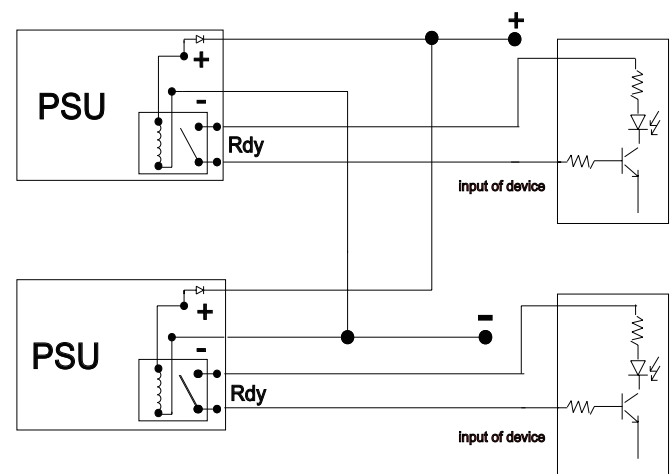 +
+
-
PSU
Rdy
input of device
+
-
-
PSU
Rdy
input of device